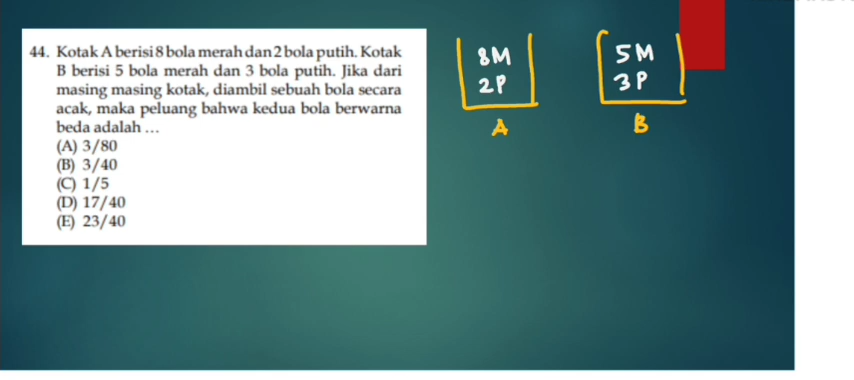 44. Kotak A berisi 8 bola merah dan 2 bola putih. Kotak
B berisi 5 bola merah dan 3 bola putih. Jika dari
masing masing kotak, diambil sebuah bola secara
acak, maka peluang bahwa kedua bola berwarna
beda adalah ...
(A) 3/80
(B) 3/40
(C) 1/5
(D) 17/40
(E) 23/40
8M
2P
A
5M
3P
B